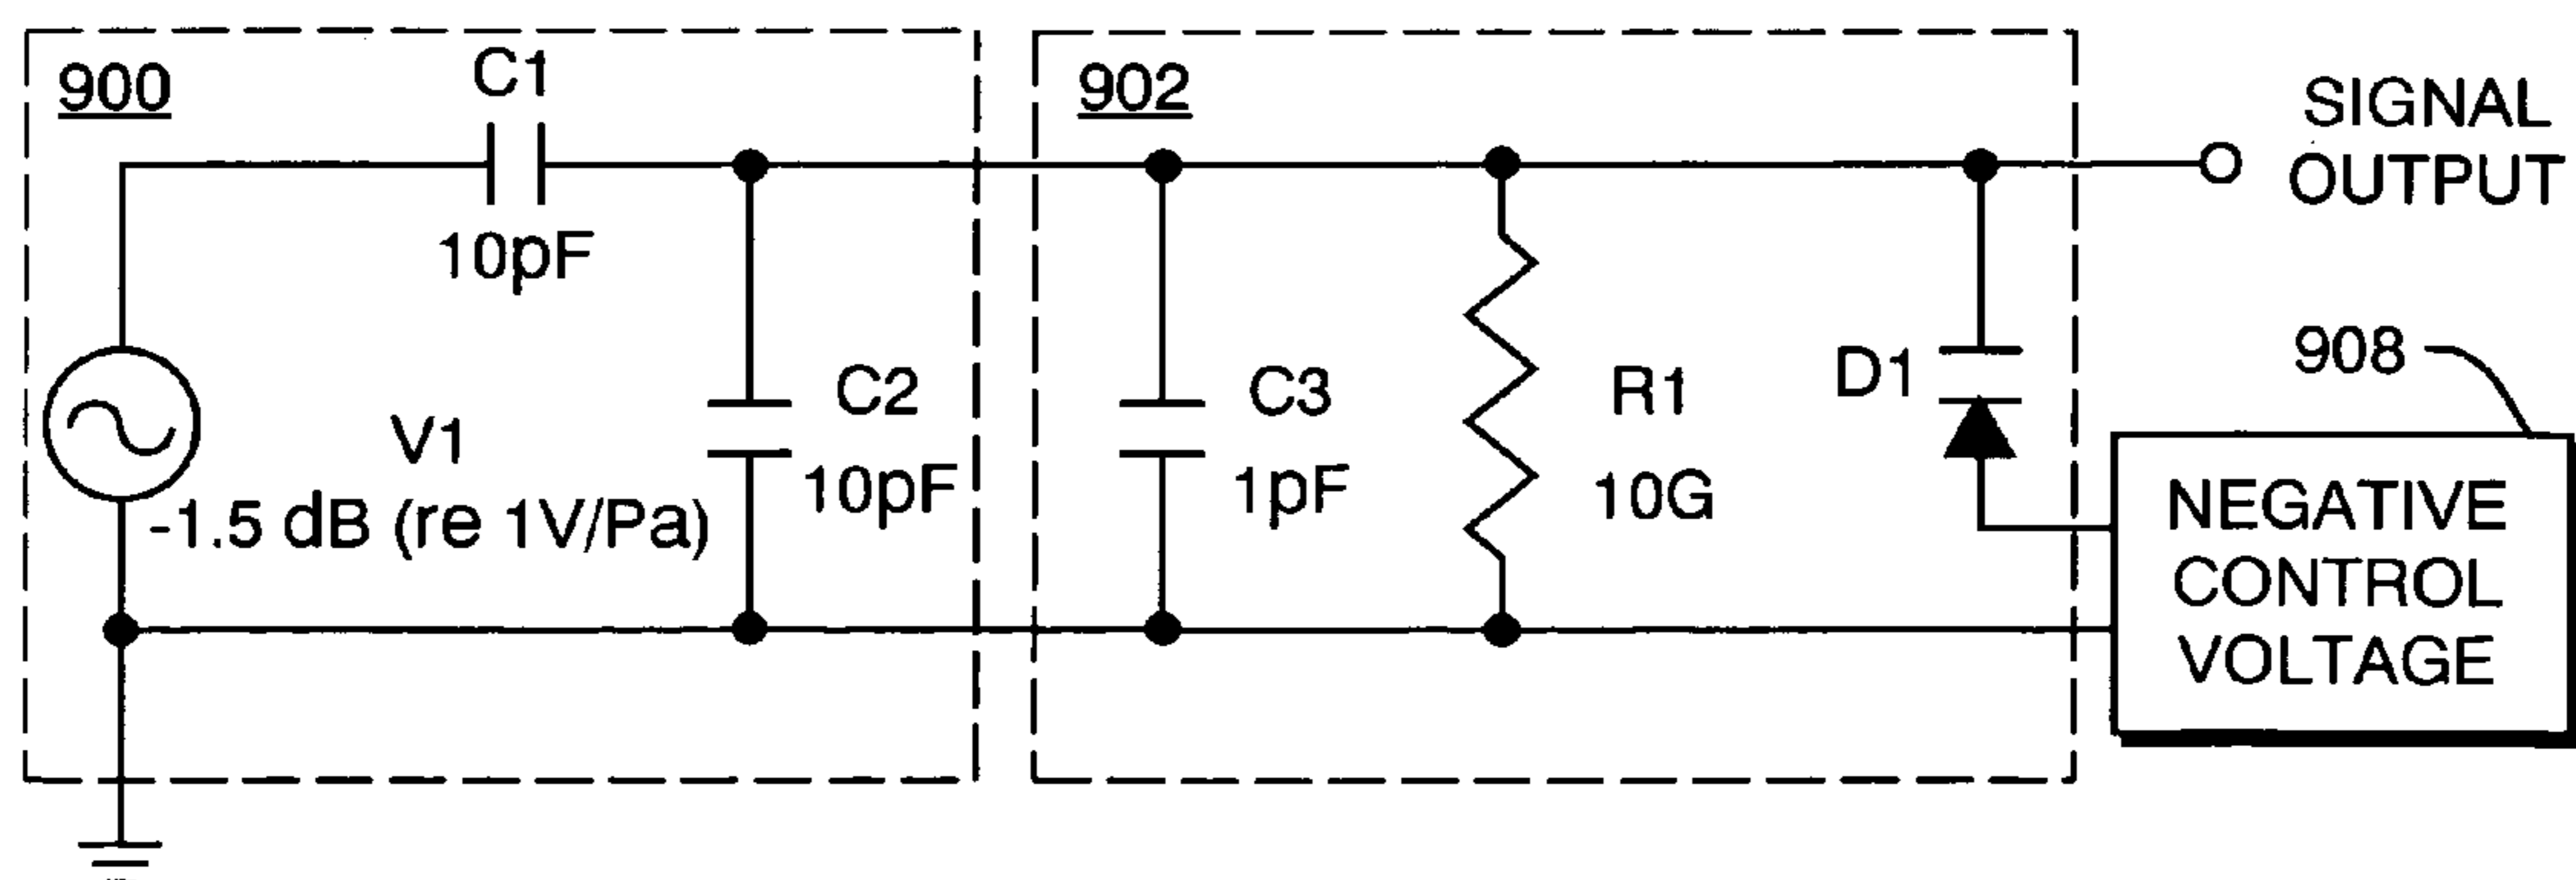 900
C1
10pF
V1
-1.5 dB (re 1V/Pa)
C2
10pF
902
C3
1pF
R1
10G
D1
SIGNAL
OUTPUT
908
NEGATIVE
CONTROL
VOLTAGE